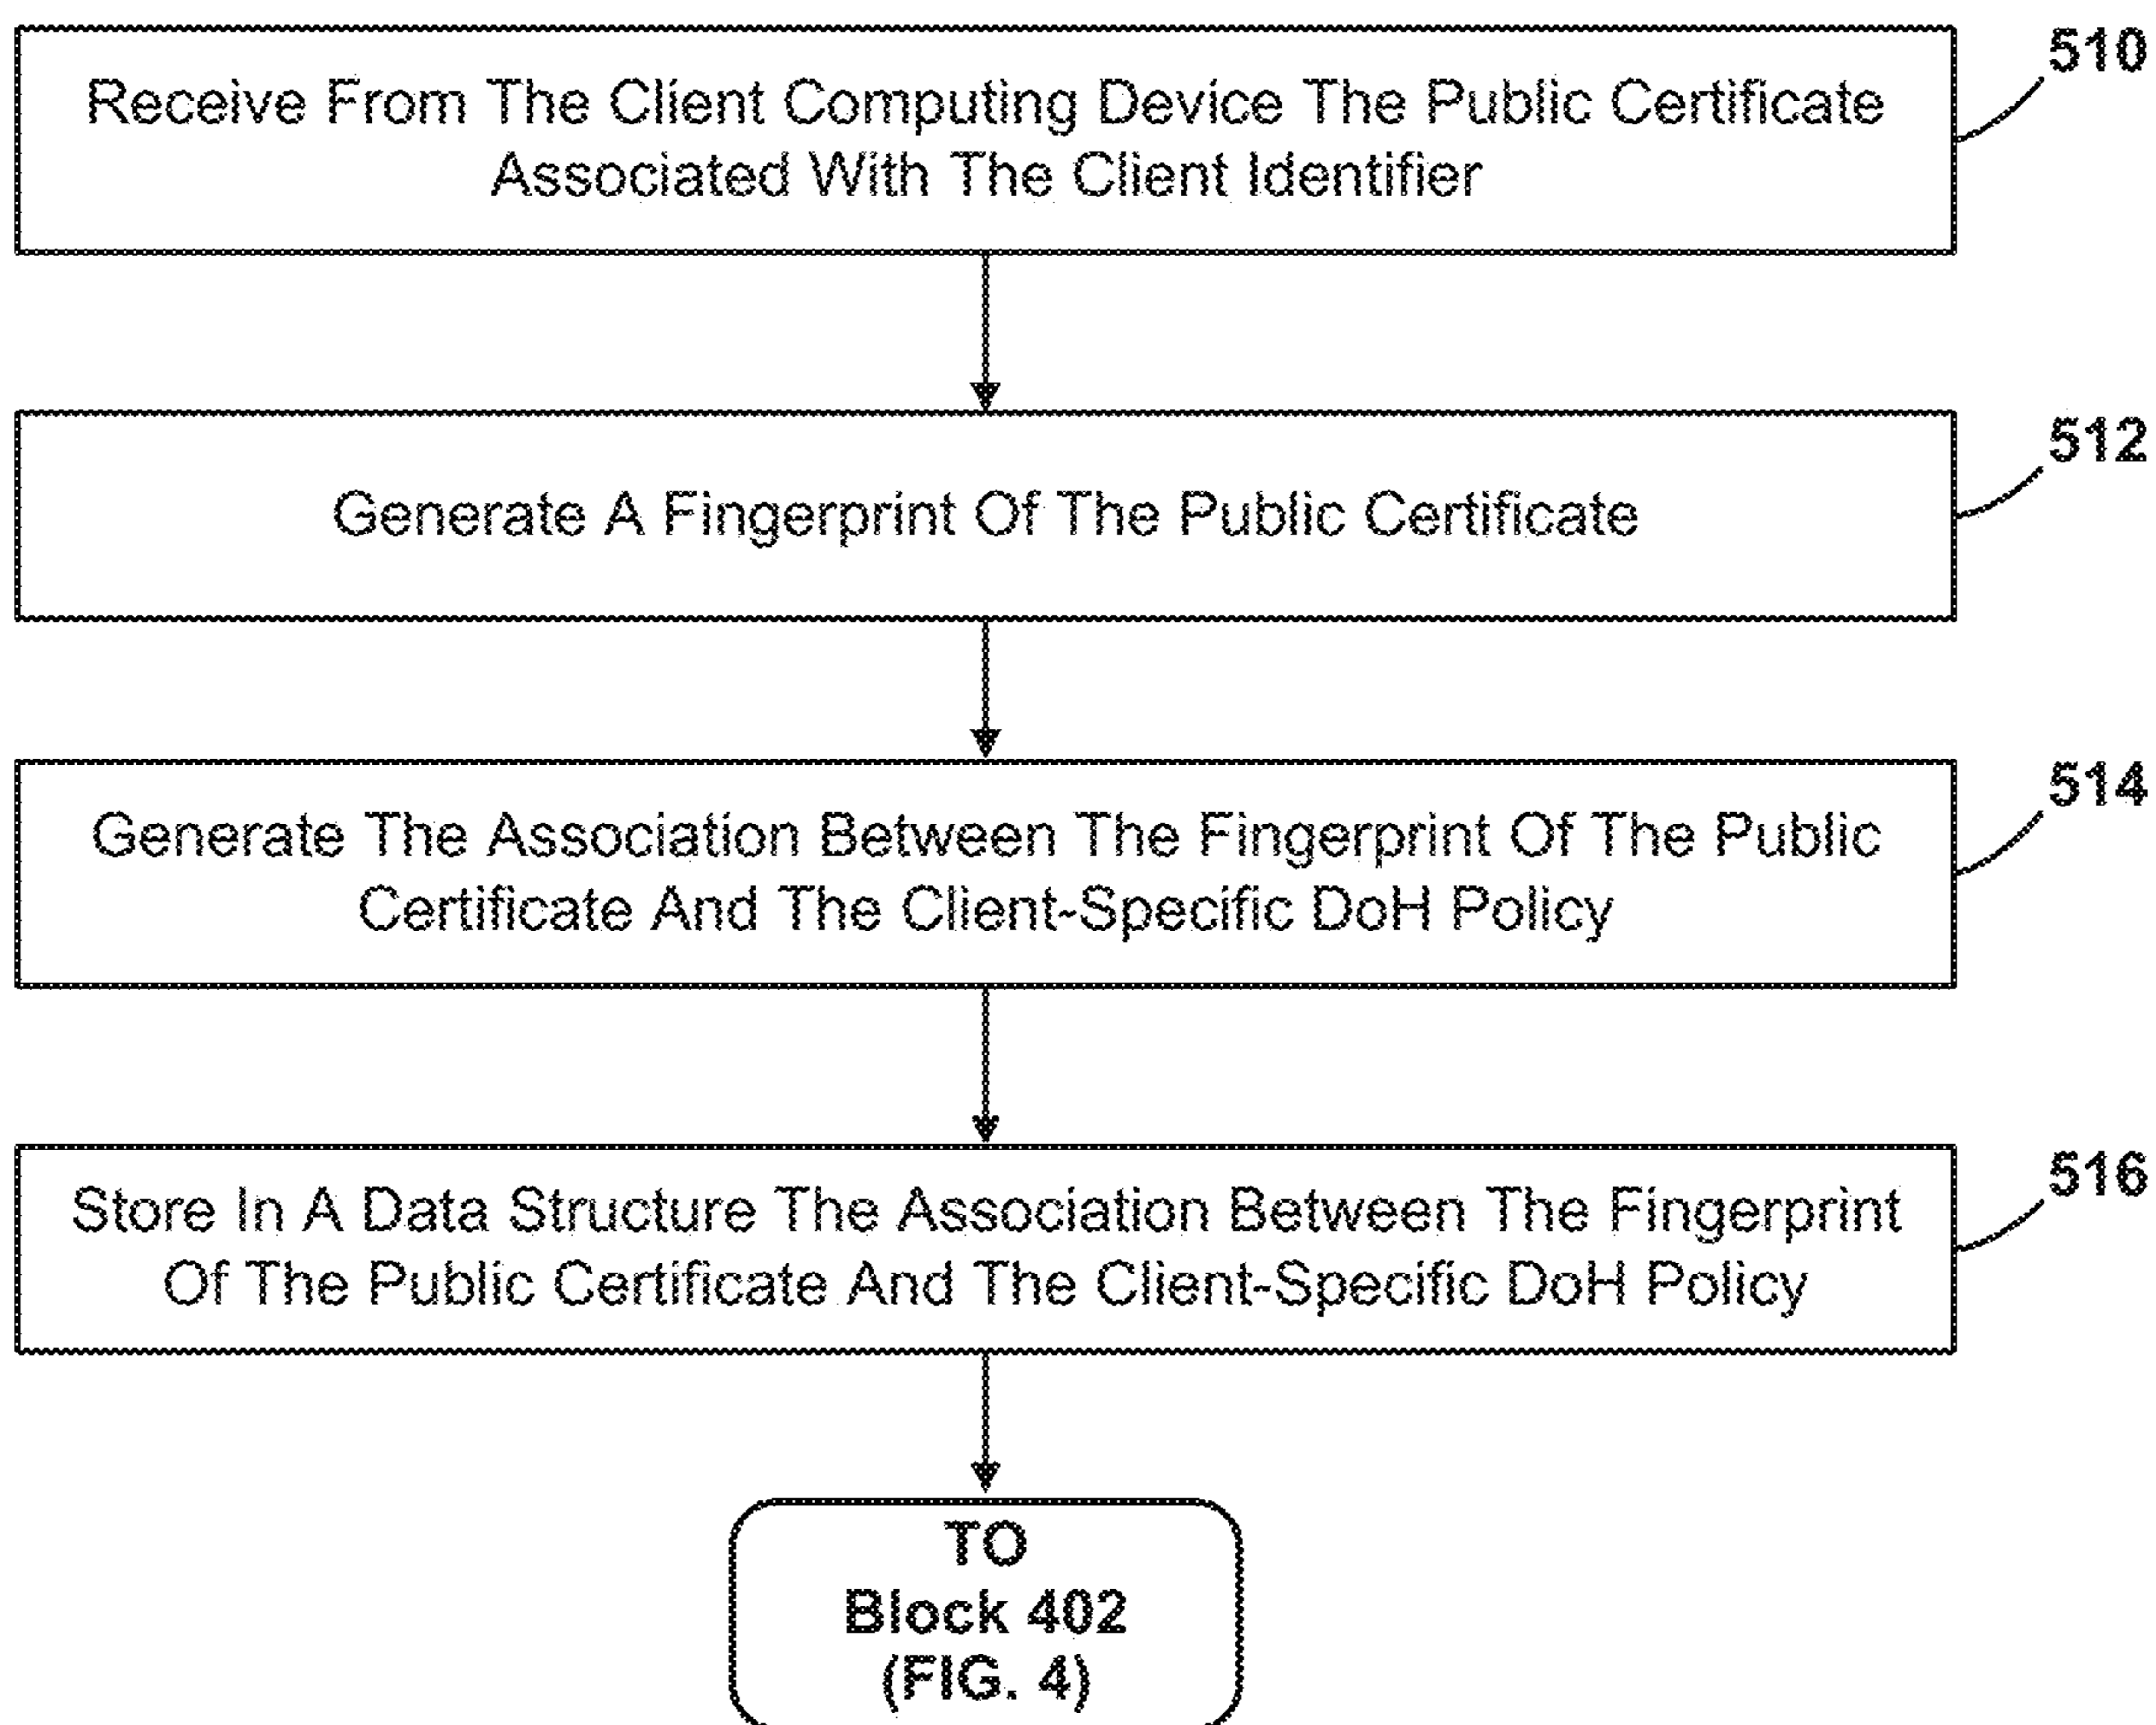 510
Receive From The Client Computing Device The Public Certificate
Associated With The Client Identifier
512
Generate A Fingerprint Of The Public Certificate
514
Generate The Association Between The Fingerprint Of The Public
Certificate And The Client-Specific DoH Policy
516
Store In A Data Structure The Association Between The Fingerprint
Of The Public Certificate And The Client-Specific DoH Policy
TO
Block 402
(FIG. 4)